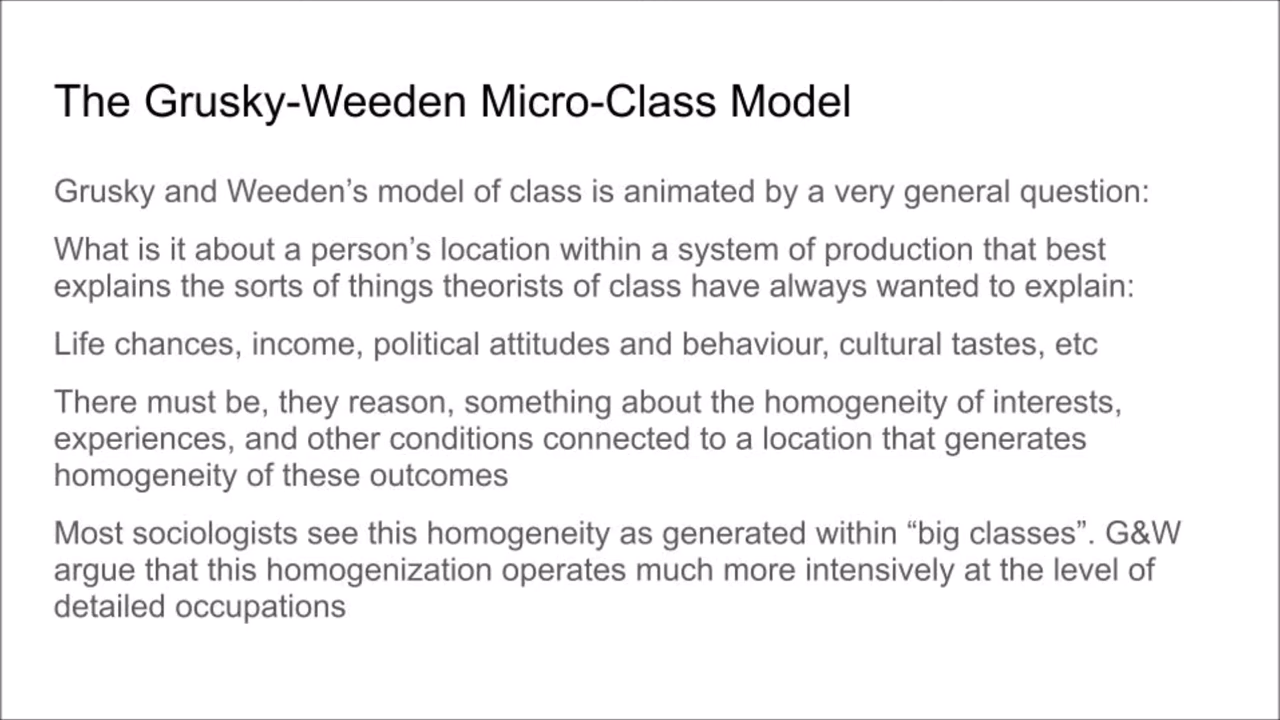 The Grusky-Weeden Micro-Class Model
Grusky and Weeden’s model of class is animated by a very general question:
What is it about a person’s location within a system of production that best
explains the sorts of things theorists of class have always wanted to explain:
Life chances, income, political attitudes and behaviour, cultural tastes, etc
There must be, they reason, something about the homogeneity of interests,
experiences, and other conditions connected to a location that generates
homogeneity of these outcomes
Most sociologists see this homogeneity as generated within “big classes”. G&W
argue that this homogenization operates much more intensively at the level of
detailed occupations